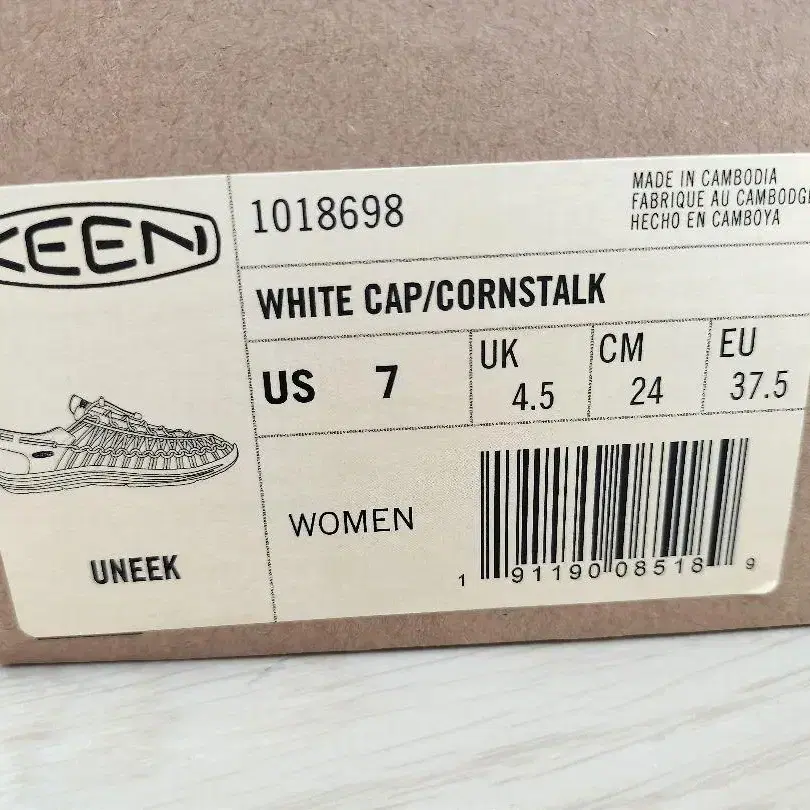 KEEN
1018698
MADE IN CAMBODIA
FABRIQUE AU CAMBODGE
HECHO EN CAMBOYA
WHITE CAP/CORNSTALK
US 7
UK 4.5
CM 24
EU 37.5
WOMEN
UNEEK
1 91190 08518 9